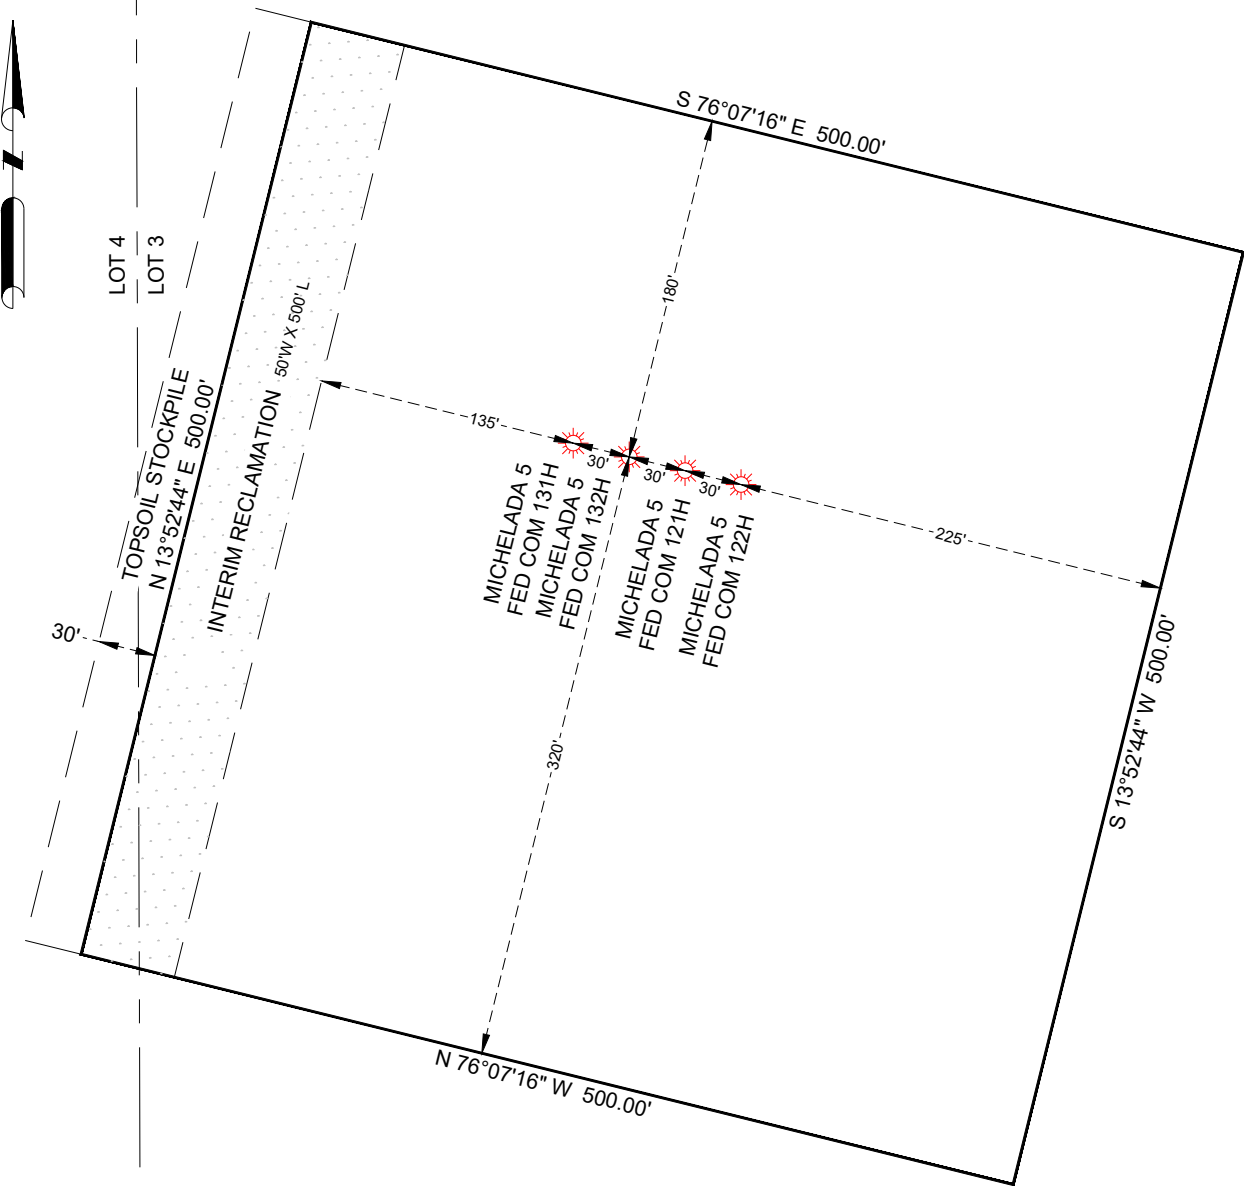 S 76°07'16" E 500.00'
LOT 4
LOT 3
180'
TOPSOIL STOCKPILE
N 13°52'44" E 500.00'
INTERIM RECLAMATION 50'W X 500' L
135'
30'
30'
30'
225'
MICHELADA 5
FED COM 131H
MICHELADA 5
FED COM 132H
MICHELADA 5
FED COM 121H
MICHELADA 5
FED COM 122H
30'
320'
S 13°52'44" W 500.00'
N 76°07'16" W 500.00'